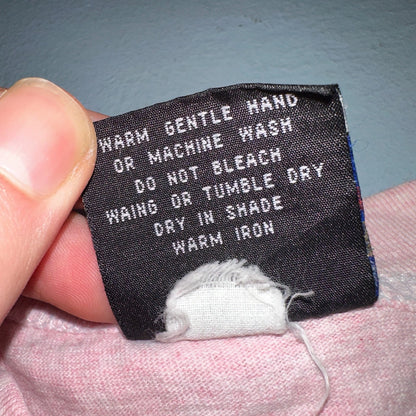 WARM GENTLE HAND
OR MACHINE WASH
DO NOT BLEACH
WAING OR TUMBLE DRY
DRY IN SHADE
WARM IRON